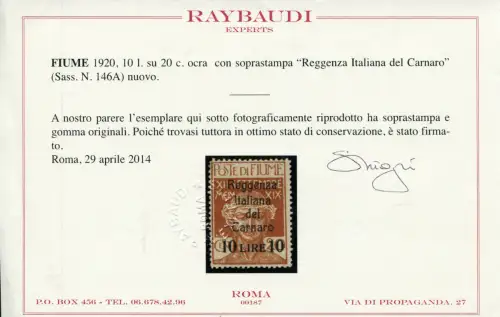 RAYBAUDI
EXPERTS
FIUME 1920, 10 l. su 20 c. ocra con soprastampa “Reggenza Italiana del Carnaro”
(Sass. N. 146A) nuovo.
A nostro parere l’esemplare qui sotto fotograficamente riprodotto ha soprastampa e
gomma originali. Poiché trovasi tuttora in ottimo stato di conservazione, è stato firma-
to.
Roma, 29 aprile 2014
POSTE DI FIUME
Reggenza
Italiana
del
Carnaro
10 LIRE 10
RAYBAUDI
ROMA
ROMA
00187
P.O. BOX 456 - TEL. 06.678.42.96
VIA DI PROPAGANDA, 27